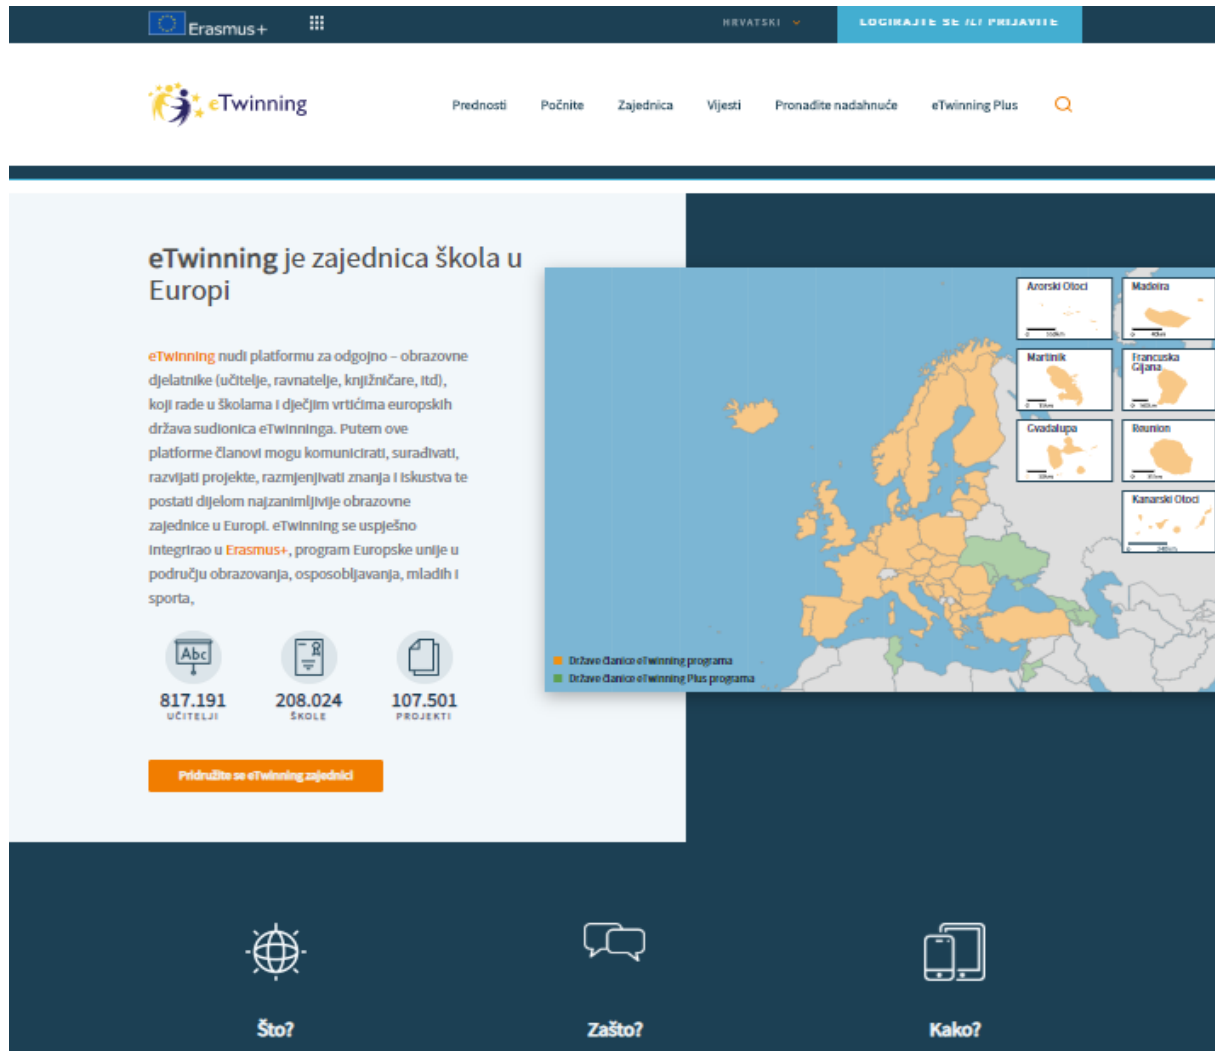 Erasmus+
HRVATSKI
LOGIRAJTE SE ILI PRIJAVITE
eTwinning
Prednosti
Počnite
Zajednica
Vijesti
Pronađite nadahnuće
eTwinning Plus
eTwinning je zajednica škola u
Europi
eTwinning nudi platformu za odgojno – obrazovne
djelatnike (učitelje, ravnatelje, knjižničare, itd),
koji rade u školama i dječjim vrtićima europskih
država sudionica eTwinninga. Putem ove
platforme članovi mogu komunicirati, surađivati,
razvijati projekte, razmjenjivati znanja i iskustva te
postati dijelom najzanimljivije obrazovne
zajednice u Europi. eTwinning se uspješno
integrirao u Erasmus+, program Europske unije u
području obrazovanja, osposobljavanja, mladih i
sporta,
Abc
817.191
UČITELJI
208.024
ŠKOLE
107.501
PROJEKTI
Pridružite se eTwinning zajednici
Azorski Otoci
Madeira
Martinik
Francuska
Gijana
Gvadalupa
Reunion
Kanarski Otoci
Države članice eTwinning programa
Države članice eTwinning Plus programa
Što?
Zašto?
Kako?